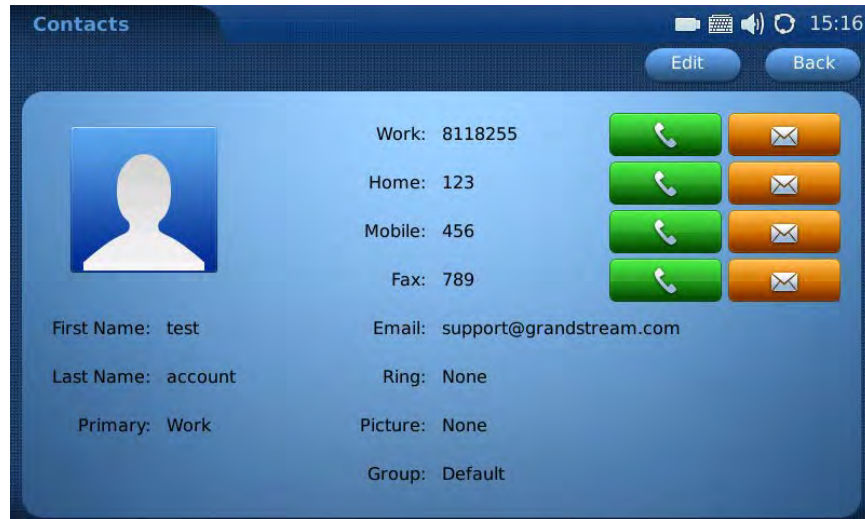 Contacts 15:16
Edit Back
Work: 8118255
Home: 123
Mobile: 456
Fax: 789
First Name: test Email: support@grandstream.com
Last Name: account Ring: None
Primary: Work Picture: None
Group: Default